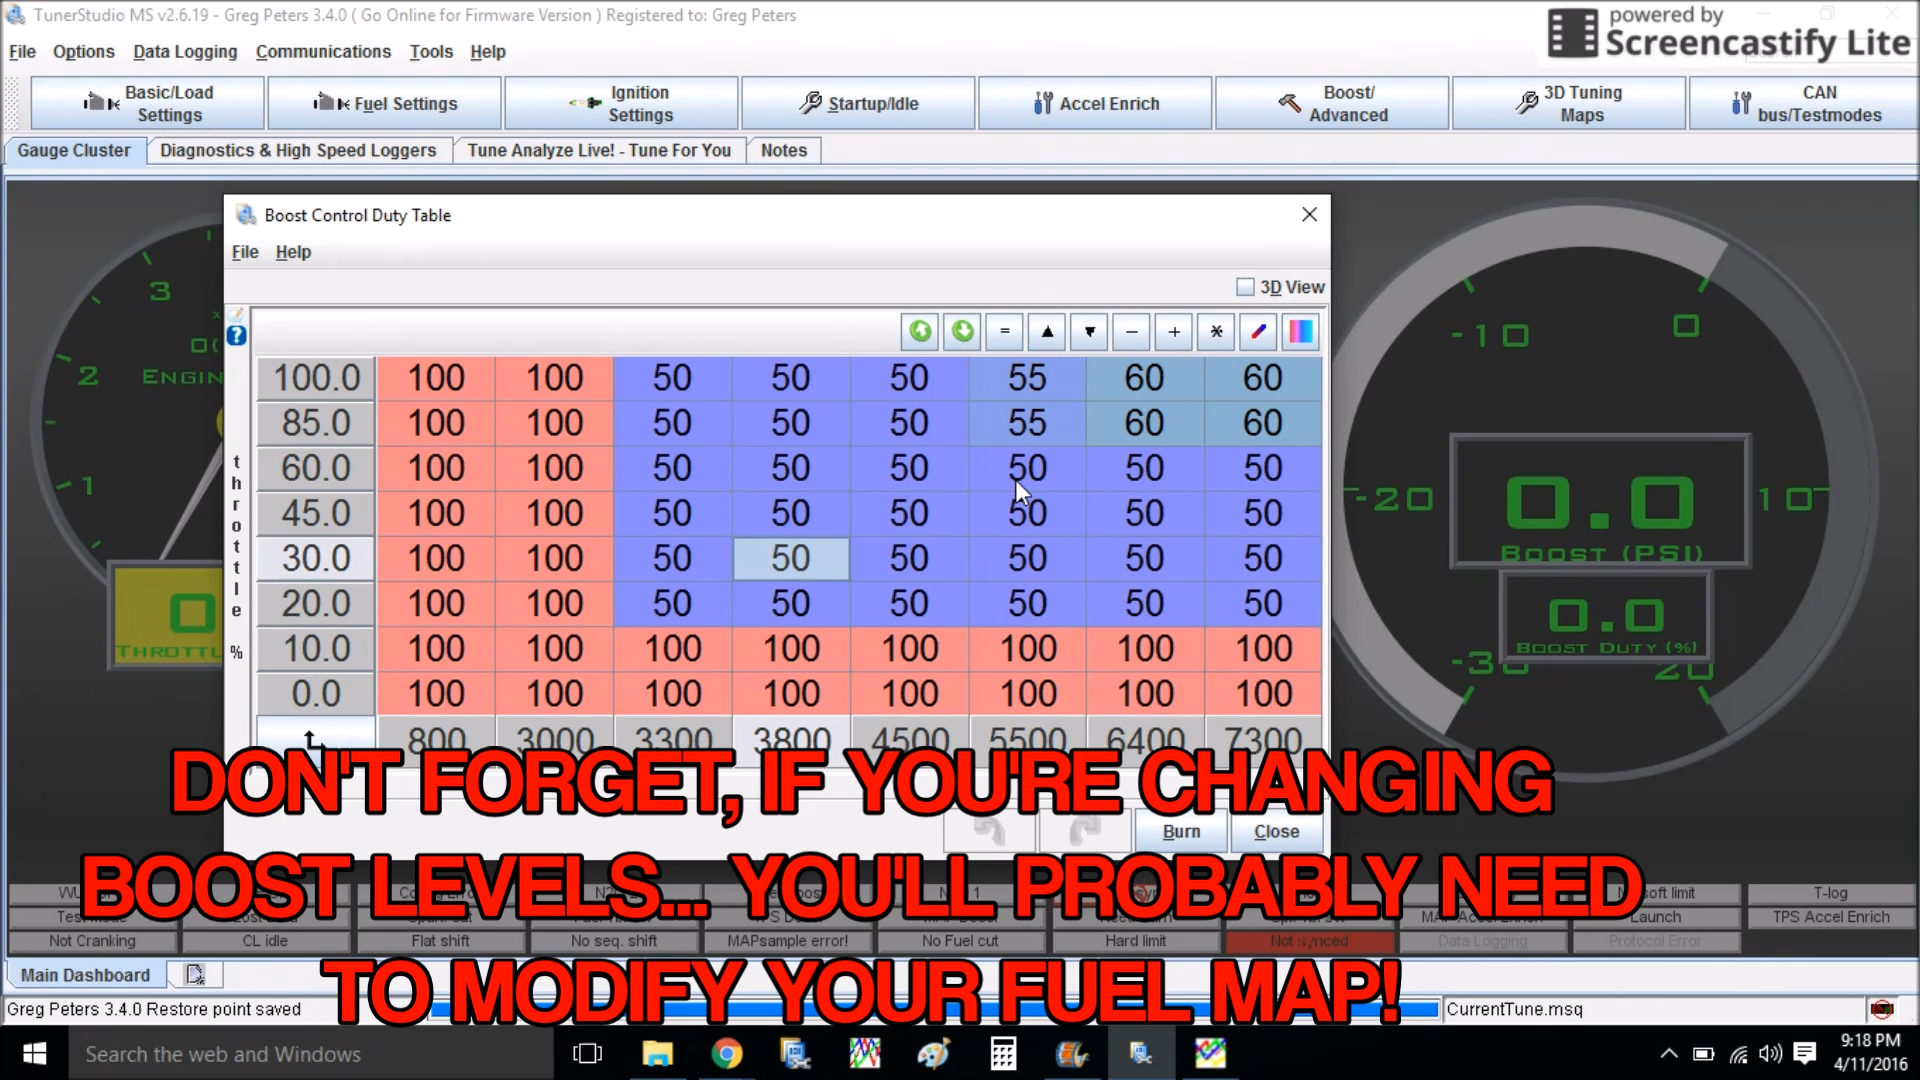 TunerStudio MS v2.6.19 - Greg Peters 3.4.0 ( Go Online for Firmware Version ) Registered to: Greg Peters
powered by
Screencastify Lite
File Options Data Logging Communications Tools Help
Basic/Load Settings
Fuel Settings
Ignition Settings
Startup/Idle
Accel Enrich
Boost/ Advanced
3D Tuning Maps
CAN bus/Testmodes
Gauge Cluster Diagnostics & High Speed Loggers Tune Analyze Live! - Tune For You Notes
Boost Control Duty Table
File Help
3D View
= - + *
throttle %
100.0 100 100 50 50 50 55 60 60
85.0 100 100 50 50 50 55 60 60
60.0 100 100 50 50 50 50 50 50
45.0 100 100 50 50 50 50 50 50
30.0 100 100 50 50 50 50 50 50
20.0 100 100 50 50 50 50 50 50
10.0 100 100 100 100 100 100 100 100
0.0 100 100 100 100 100 100 100 100
800 3000 3300 3800 4500 5500 6400 7300
Burn Close
3
2
1
0
-30 -20 -10 0 10 20
0.0
Boost (PSI)
0.0
Boost Duty (%)
DON'T FORGET, IF YOU'RE CHANGING
BOOST LEVELS... YOU'LL PROBABLY NEED
TO MODIFY YOUR FUEL MAP!
T-log
Launch TPS Accel Enrich
Not Cranking CL idle Flat shift No seq. shift MAPsample error! No Fuel cut Hard limit Not synced Data Logging Protocol Error
Main Dashboard
Greg Peters 3.4.0 Restore point saved
CurrentTune.msq
Search the web and Windows
9:18 PM
4/11/2016